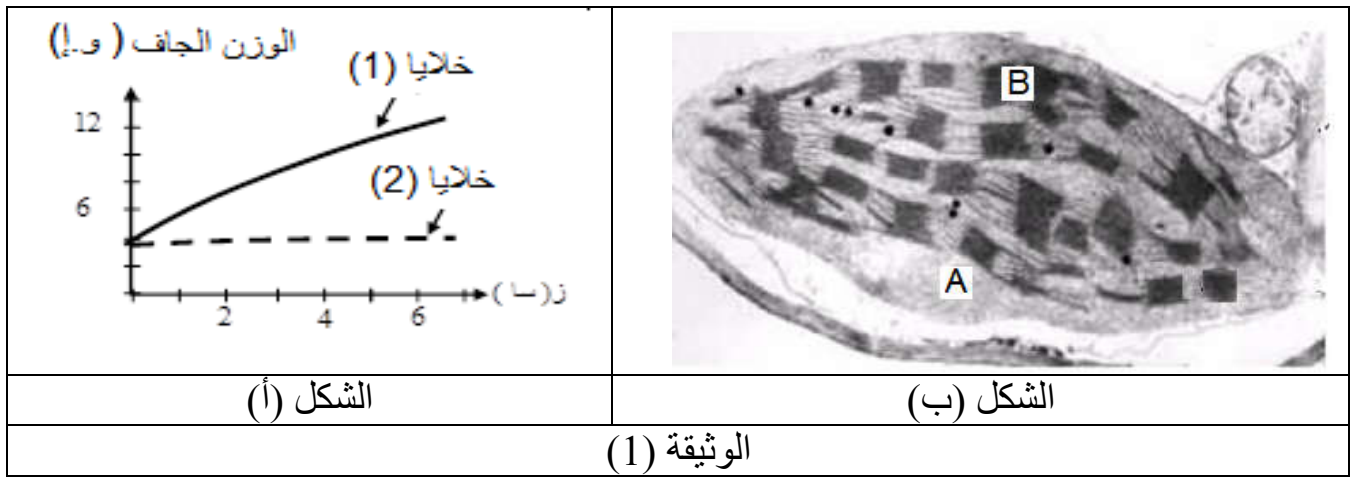 الوزن الجاف ( و.إ)
خلايا (1)
12
خلايا (2)
6
ز( سا )
2 4 6
B
A
الشكل (أ)
الشكل (ب)
الوثيقة (1)